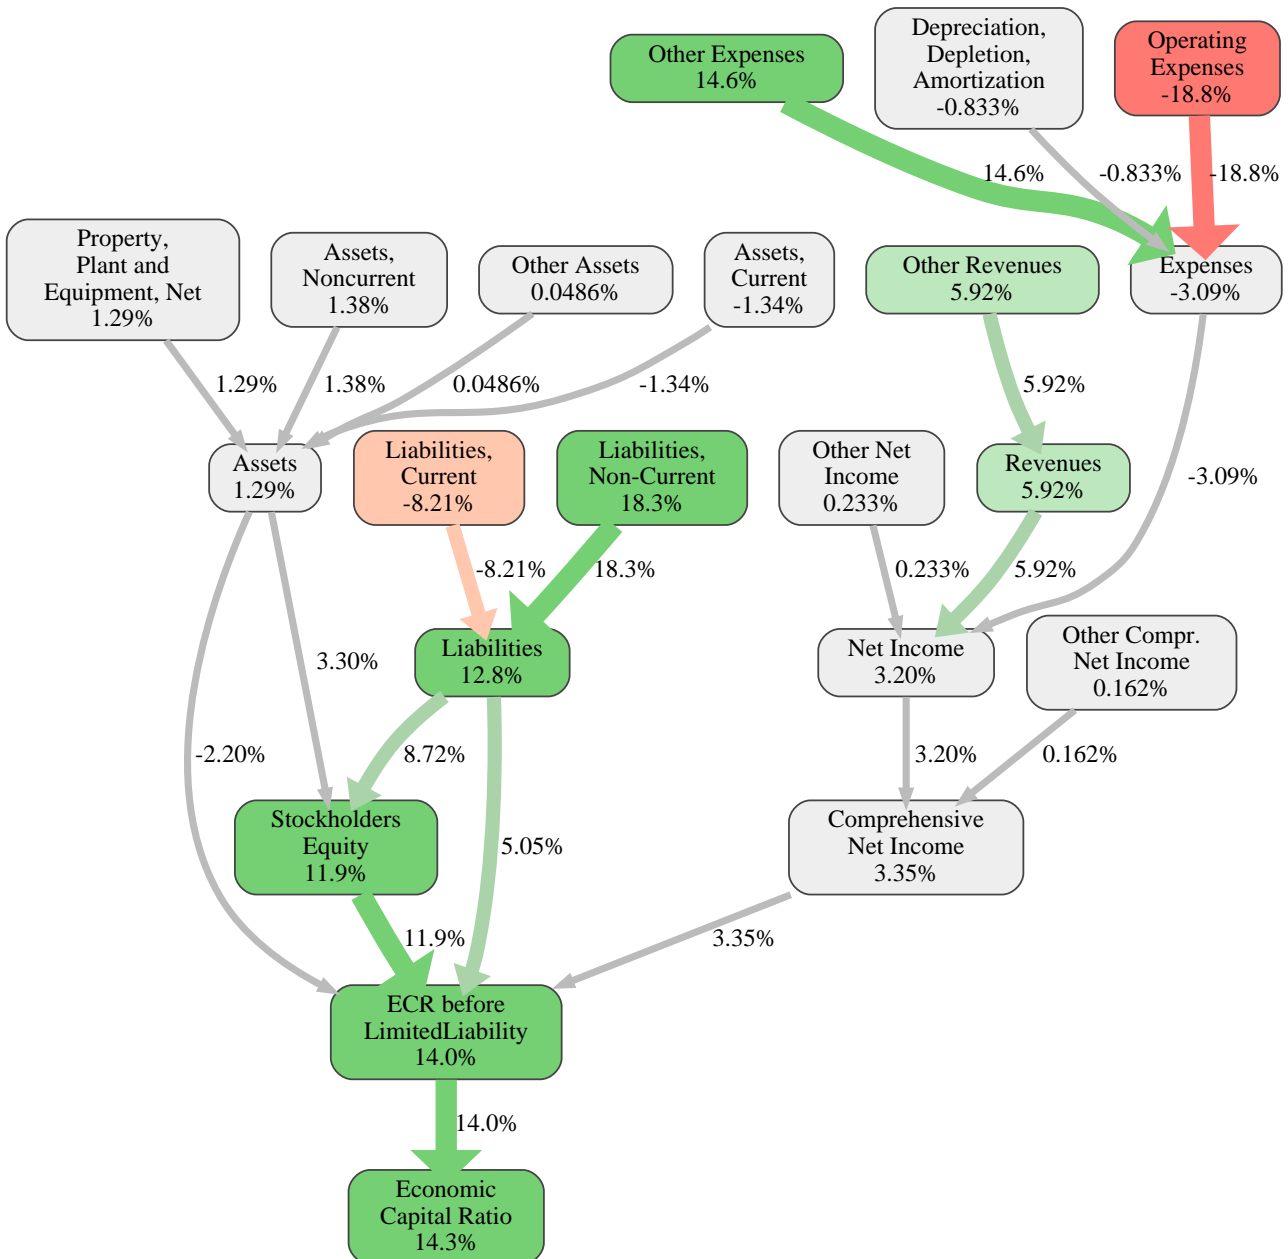 Other Expenses
14.6%
Depreciation,
Depletion,
Amortization
-0.833%
Operating
Expenses
-18.8%
14.6%
-0.833%
-18.8%
Property,
Plant and
Equipment, Net
1.29%
Assets,
Noncurrent
1.38%
Other Assets
0.0486%
Assets,
Current
-1.34%
Other Revenues
5.92%
Expenses
-3.09%
1.29%
1.38%
0.0486%
-1.34%
5.92%
Assets
1.29%
Liabilities,
Current
-8.21%
Liabilities,
Non-Current
18.3%
Other Net
Income
0.233%
Revenues
5.92%
-3.09%
-8.21%
18.3%
0.233%
5.92%
Liabilities
12.8%
Net Income
3.20%
Other Compr.
Net Income
0.162%
3.30%
-2.20%
8.72%
3.20%
0.162%
Stockholders
Equity
11.9%
5.05%
Comprehensive
Net Income
3.35%
11.9%
3.35%
ECR before
LimitedLiability
14.0%
14.0%
Economic
Capital Ratio
14.3%